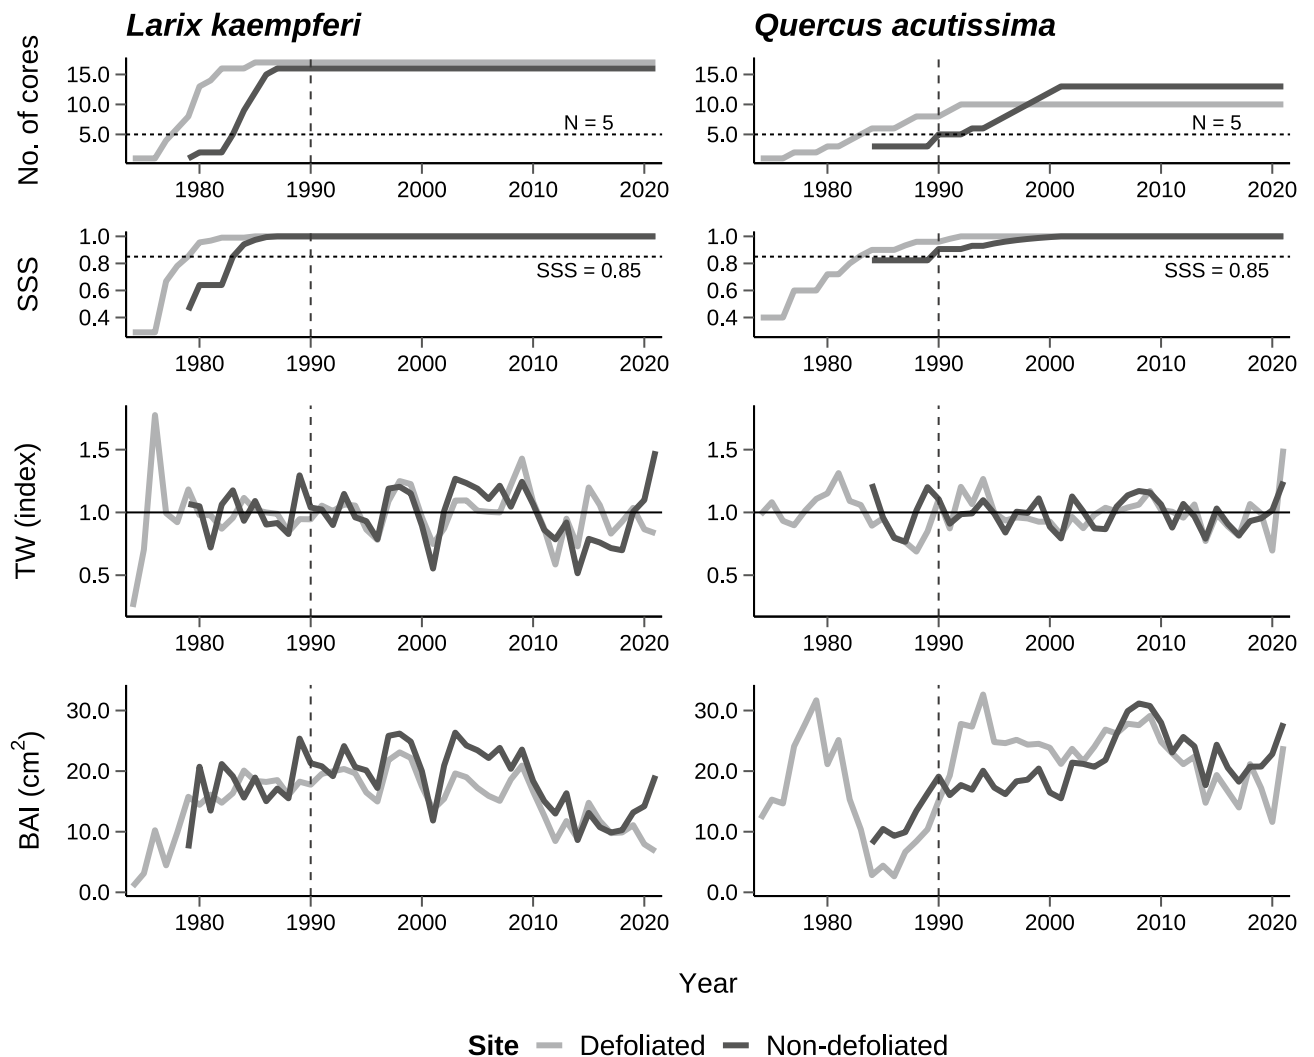 Larix kaempferi
Quercus acutissima
No. of cores
15.0
10.0
5.0
N = 5
1980 1990 2000 2010 2020
15.0
10.0
5.0
N = 5
1980 1990 2000 2010 2020
SSS
1.0
0.8
0.6
0.4
SSS = 0.85
1980 1990 2000 2010 2020
1.0
0.8
0.6
0.4
SSS = 0.85
1980 1990 2000 2010 2020
TW (index)
1.5
1.0
0.5
1980 1990 2000 2010 2020
1.5
1.0
0.5
1980 1990 2000 2010 2020
BAI (cm²)
30.0
20.0
10.0
0.0
1980 1990 2000 2010 2020
30.0
20.0
10.0
0.0
1980 1990 2000 2010 2020
Year
Site Defoliated Non-defoliated